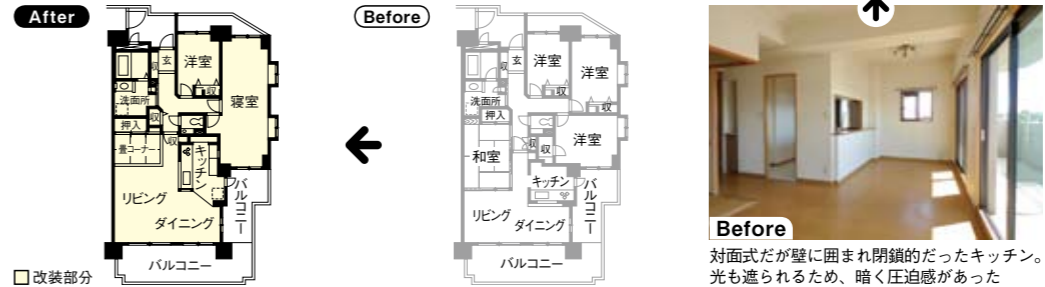 After
玄
洋室
収
寝室
洗面所
収
収
押入
収
畳コーナー
キッチン
リビング
ダイニング
バルコニー
バルコニー
改装部分
Before
玄
洋室
収
洋室
収
収
洗面所
押入
和室
収
収
洋室
キッチン
バルコニー
リビング
ダイニング
バルコニー
Before
対面式だが壁に囲まれ閉鎖的だったキッチン。
光も遮られるため、暗く圧迫感があった